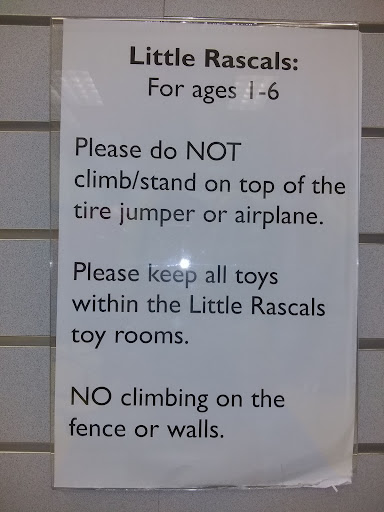 Little Rascals:
For ages 1-6
Please do NOT
climb/stand on top of the
tire jumper or airplane.
Please keep all toys
within the Little Rascals
toy rooms.
NO climbing on the
fence or walls.